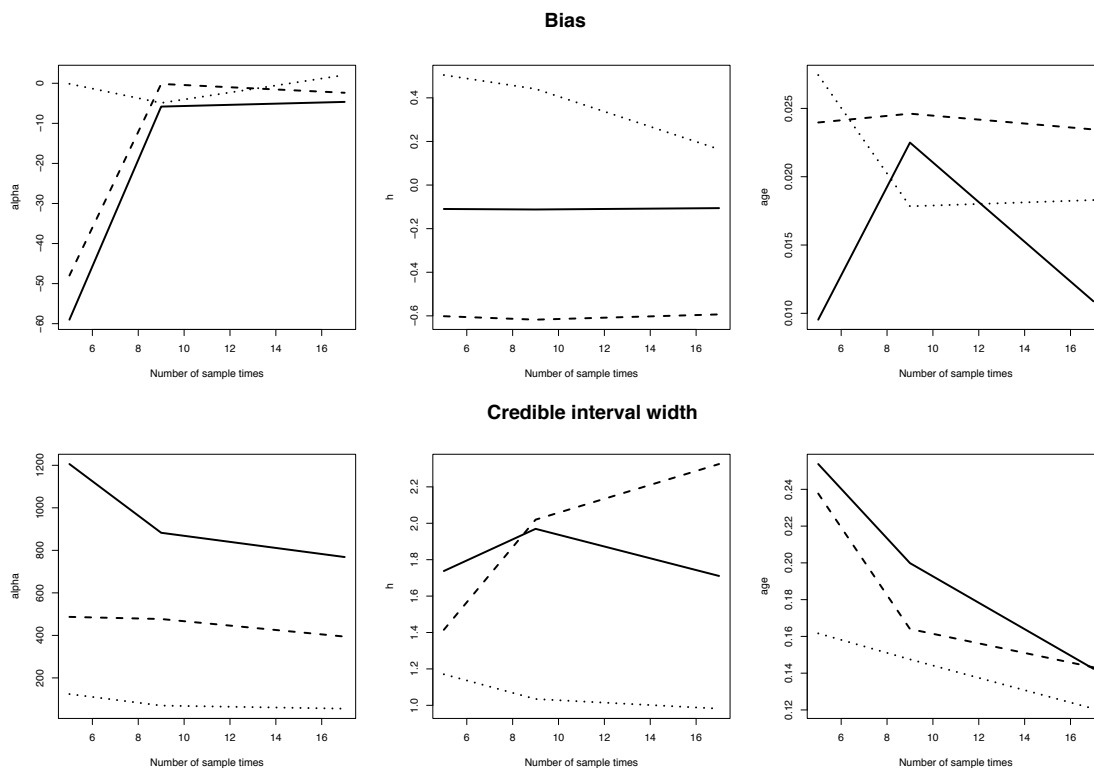 Bias
alpha
0
−10
−20
−30
−40
−50
−60
6 8 10 12 14 16
Number of sample times
h
0.4
0.2
0.0
−0.2
−0.4
−0.6
6 8 10 12 14 16
Number of sample times
age
0.025
0.020
0.015
0.010
6 8 10 12 14 16
Number of sample times
Credible interval width
alpha
1200
1000
800
600
400
200
6 8 10 12 14 16
Number of sample times
h
2.2
2.0
1.8
1.6
1.4
1.2
1.0
6 8 10 12 14 16
Number of sample times
age
0.24
0.22
0.20
0.18
0.16
0.14
0.12
6 8 10 12 14 16
Number of sample times